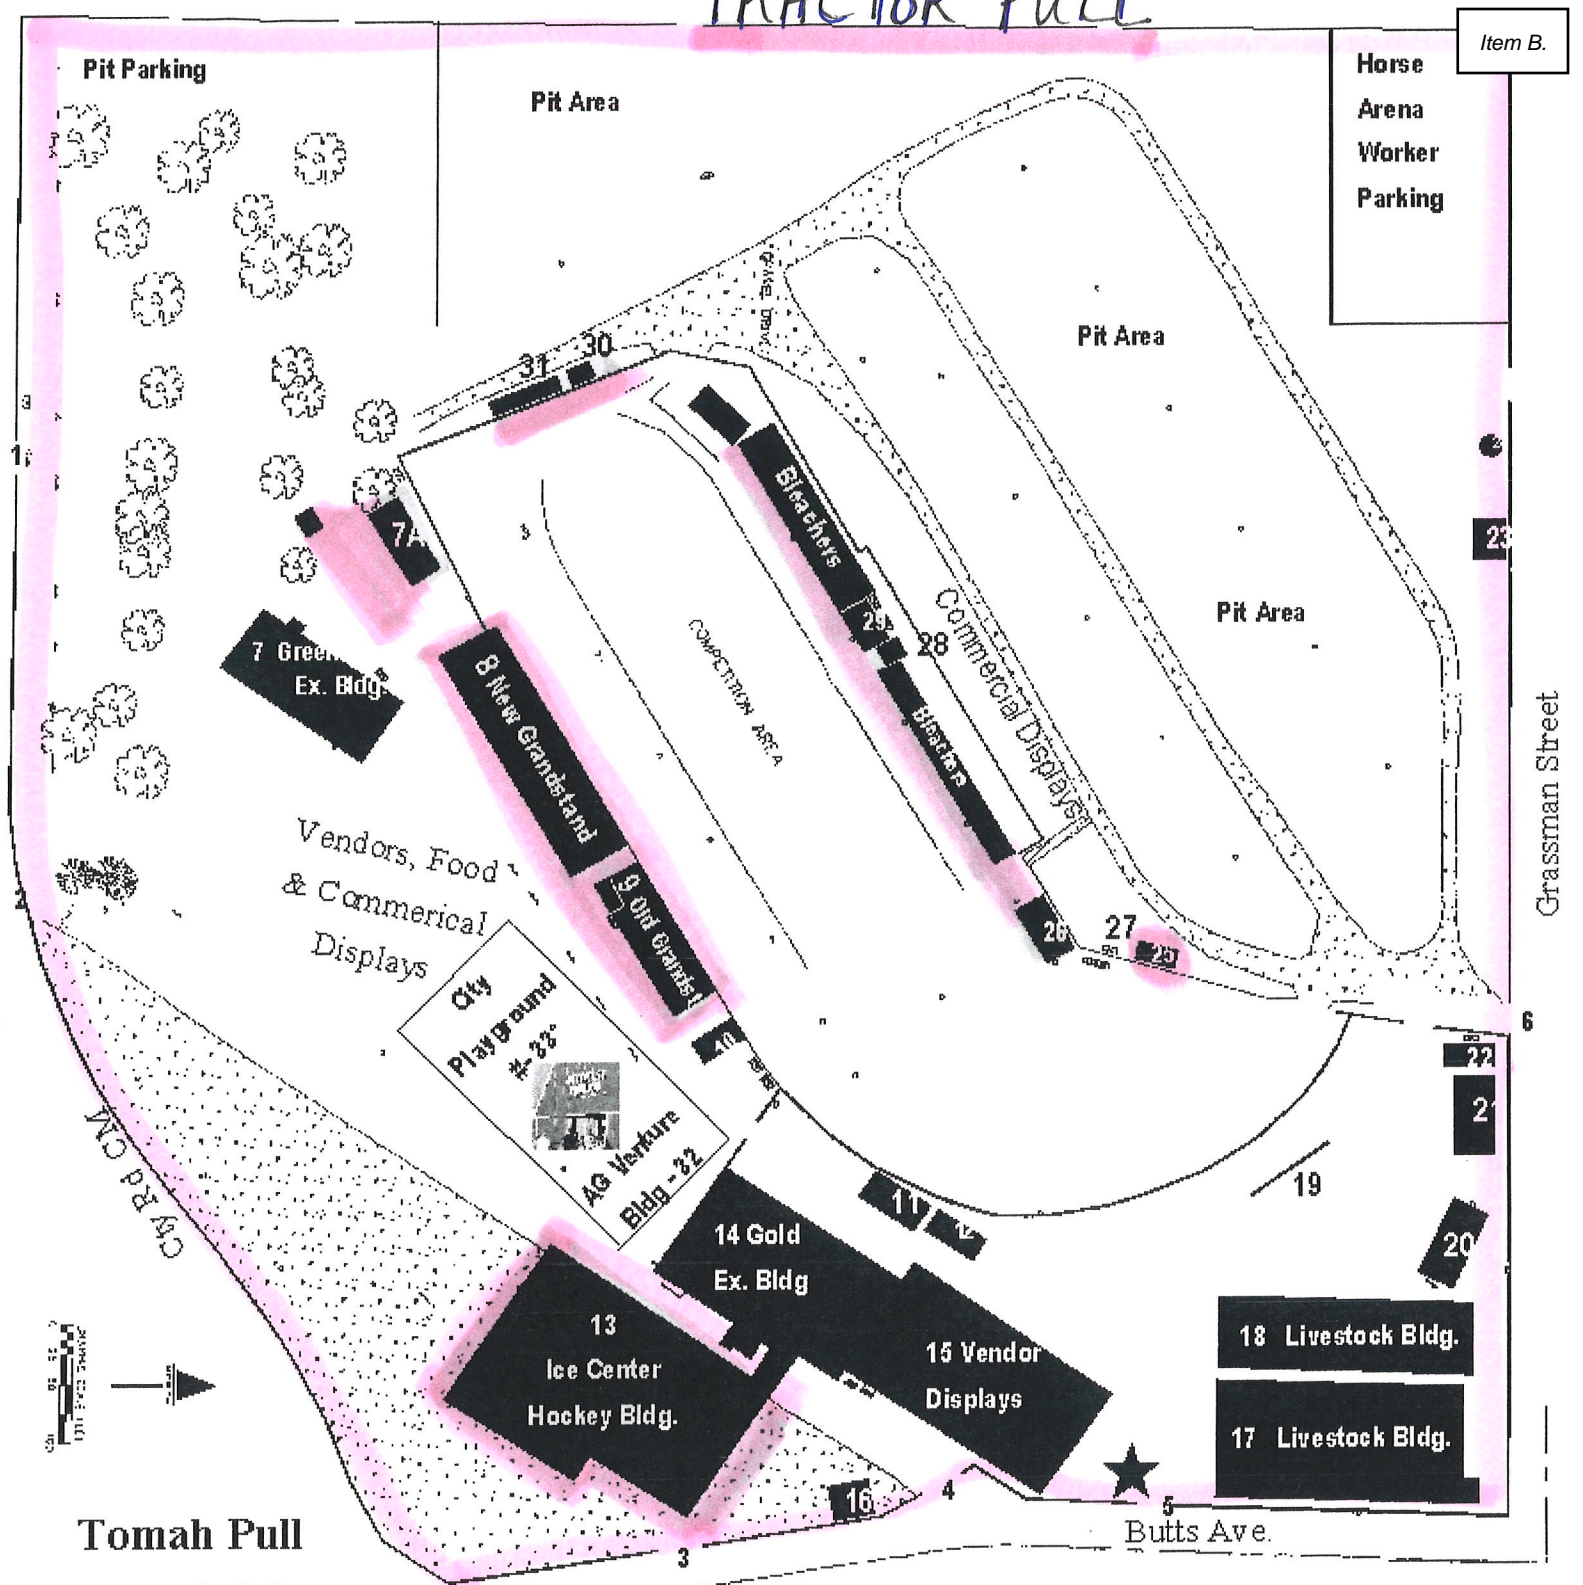 TRACTOR PULL
Item B.
Pit Parking
Pit Area
Horse
Arena
Worker
Parking
Pit Area
31
30
7A
Bleachers
29
28
Commercial Displays
Pit Area
23
7 Green
Ex. Bldg.
8 New Grandstand
COMPETITION AREA
Bleachers
Grassman Street
Vendors, Food
& Commerical
Displays
9 Old Grandst
26
27
25
6
City
Playground
#-33
10
22
21
AG Venture
Bldg - 32
Cty Rd CM
11
12
19
20
14 Gold
Ex. Bldg
13
Ice Center
Hockey Bldg.
15 Vendor
Displays
18 Livestock Bldg.
17 Livestock Bldg.
16
4
5
Butts Ave.
3
Tomah Pull